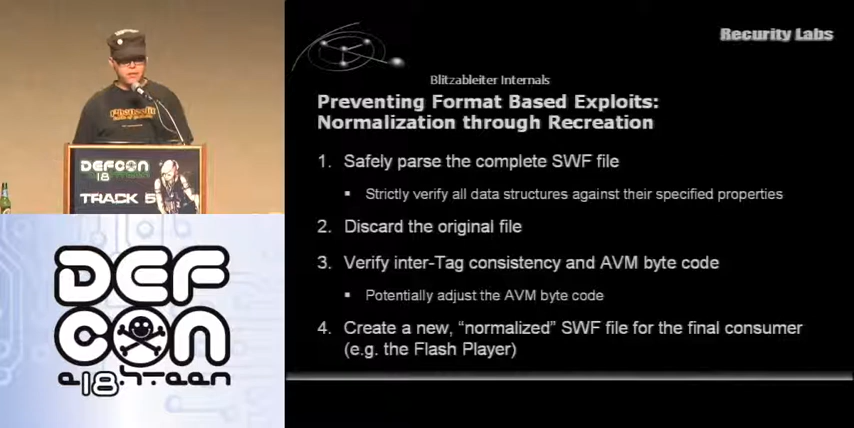 Recurity Labs
Blitzableiter Internals
Preventing Format Based Exploits:
Normalization through Recreation
1. Safely parse the complete SWF file
▪ Strictly verify all data structures against their specified properties
2. Discard the original file
3. Verify inter-Tag consistency and AVM byte code
▪ Potentially adjust the AVM byte code
4. Create a new, “normalized” SWF file for the final consumer
(e.g. the Flash Player)
Phenoelit
DEFCON
18
TRACK 5
DEF
CON
e18hteen